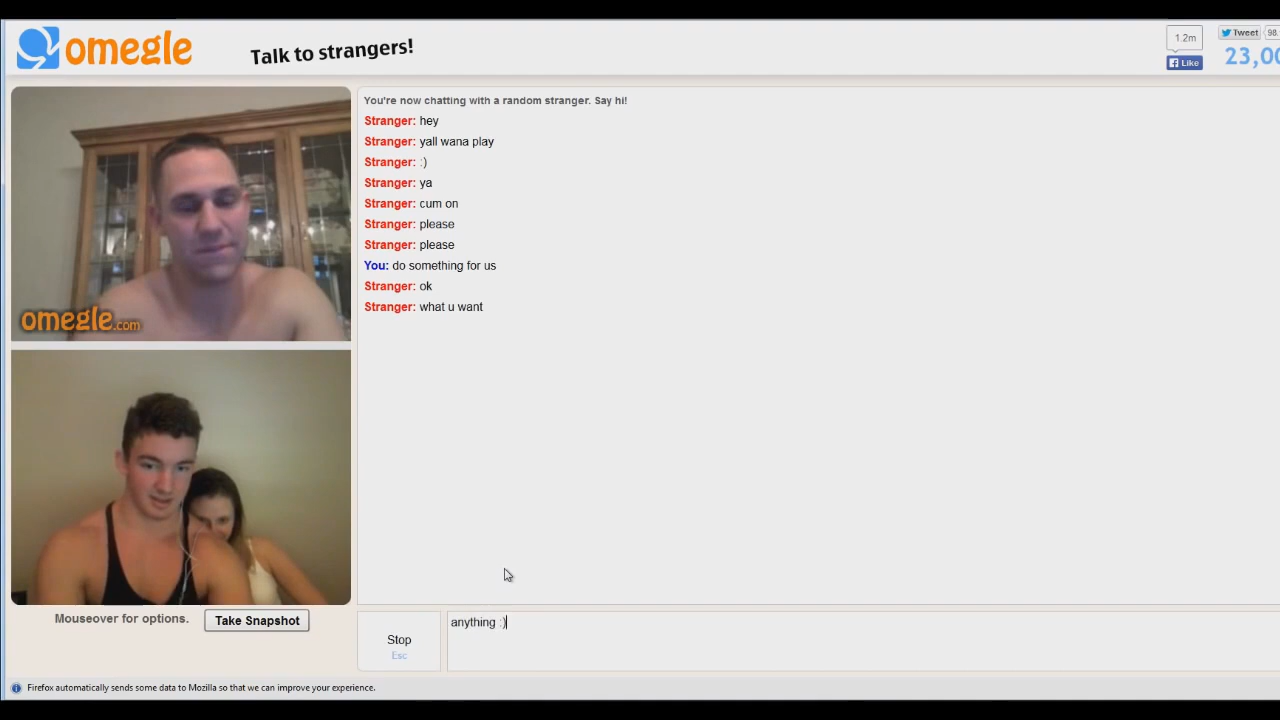 omegle
Talk to strangers!
1.2m
Like
Tweet
98.
23,00
You're now chatting with a random stranger. Say hi!
Stranger: hey
Stranger: yall wana play
Stranger: :)
Stranger: ya
Stranger: cum on
Stranger: please
Stranger: please
You: do something for us
Stranger: ok
Stranger: what u want
omegle.com
Mouseover for options.
Take Snapshot
Stop
Esc
anything :)
Firefox automatically sends some data to Mozilla so that we can improve your experience.